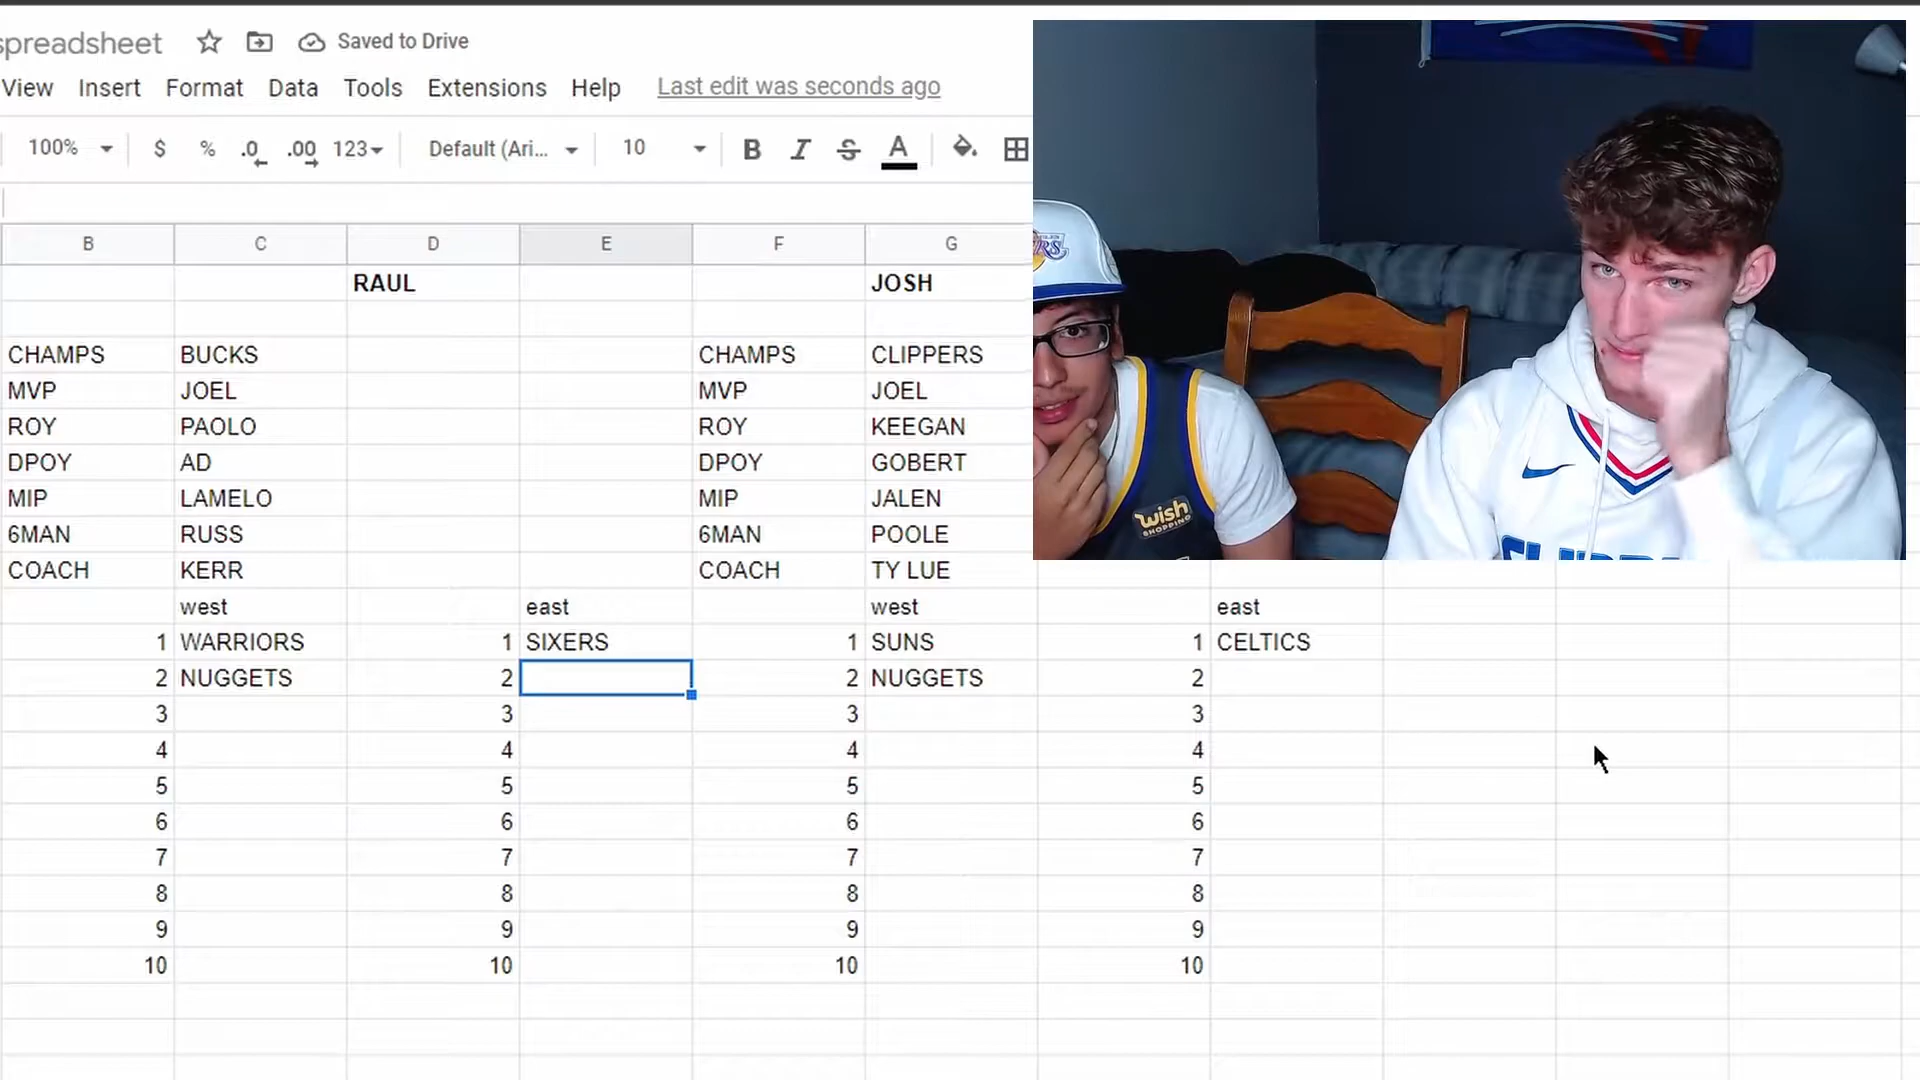 spreadsheet Saved to Drive
View Insert Format Data Tools Extensions Help Last edit was seconds ago
100% $ % .0 .00 123 Default (Ari... 10 B I S A
B C D E F G
RAUL JOSH
CHAMPS BUCKS CHAMPS CLIPPERS
MVP JOEL MVP JOEL
ROY PAOLO ROY KEEGAN
DPOY AD DPOY GOBERT
MIP LAMELO MIP JALEN
6MAN RUSS 6MAN POOLE
COACH KERR COACH TY LUE
west east west east
1 WARRIORS 1 SIXERS 1 SUNS 1 CELTICS
2 NUGGETS 2 2 NUGGETS 2
3 3 3 3
4 4 4 4
5 5 5 5
6 6 6 6
7 7 7 7
8 8 8 8
9 9 9 9
10 10 10 10
wish
SHOPPING